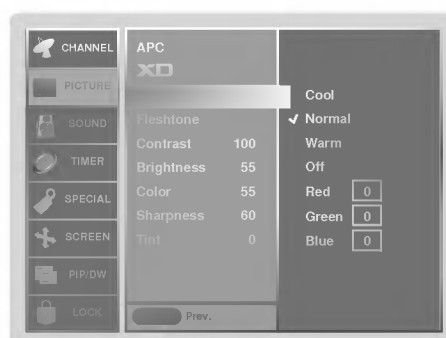 CHANNEL
PICTURE
SOUND
TIMER
SPECIAL
SCREEN
PIP/DW
LOCK
APC
XD
Fleshtone
Contrast 100
Brightness 55
Color 55
Sharpness 60
Tint 0
Prev.
Cool
Normal
Warm
Off
Red 0
Green 0
Blue 0